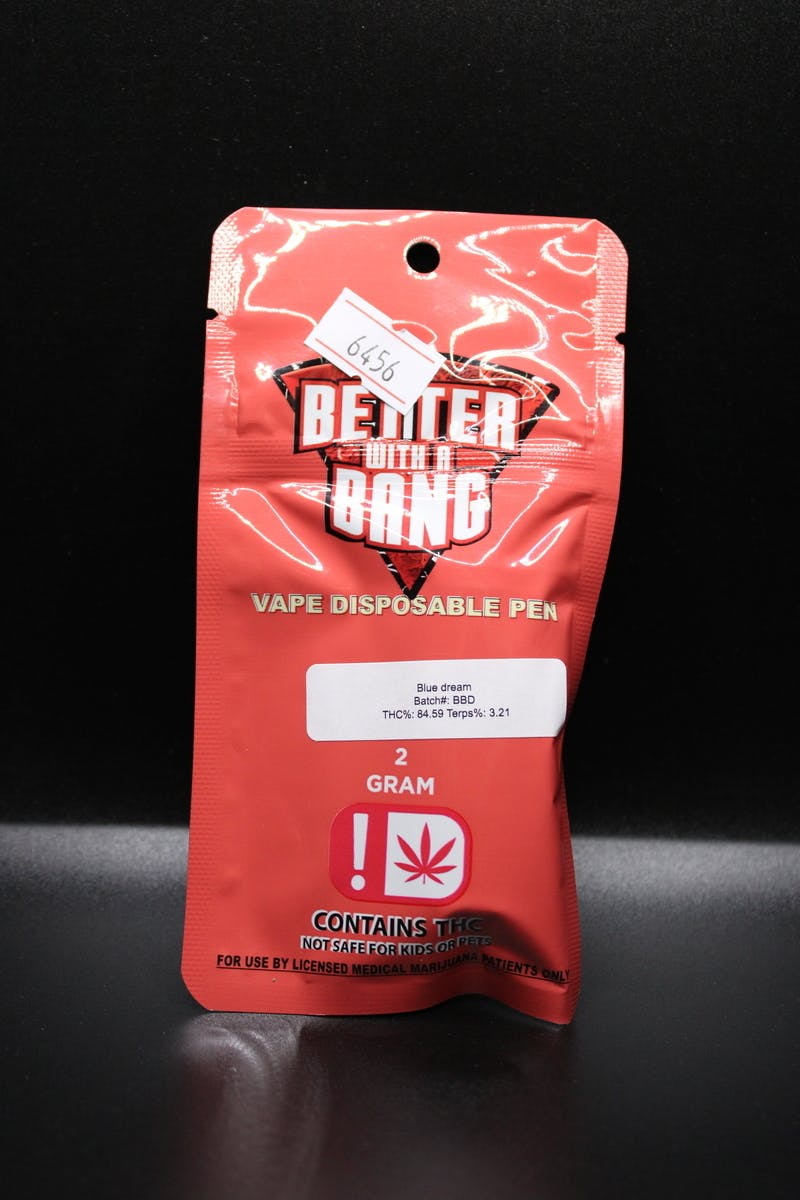 6456
BETTER
WITH A
BANG
VAPE DISPOSABLE PEN
Blue dream
Batch#: BBD
THC%: 84.59 Terps%: 3.21
2
GRAM
!
CONTAINS THC
NOT SAFE FOR KIDS OR PETS
FOR USE BY LICENSED MEDICAL MARIJUANA PATIENTS ONLY